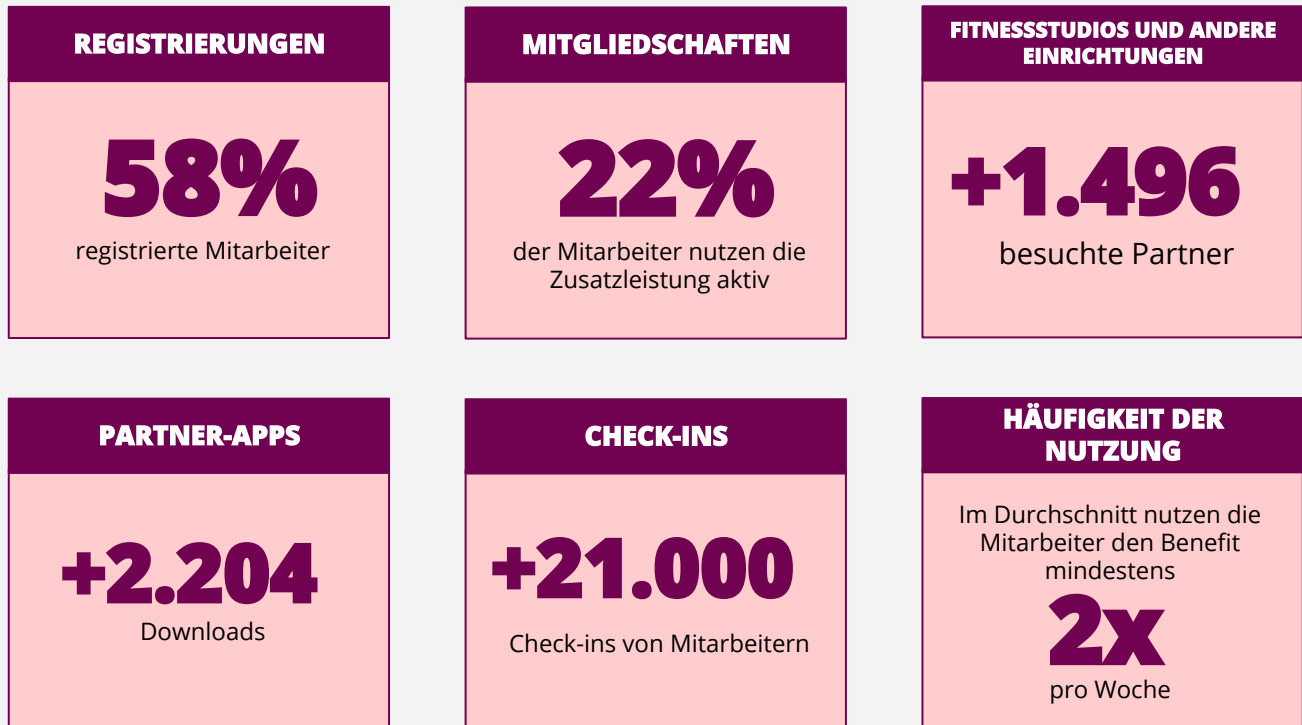 REGISTRIERUNGEN
58%
registrierte Mitarbeiter
MITGLIEDSCHAFTEN
22%
der Mitarbeiter nutzen die
Zusatzleistung aktiv
FITNESSSTUDIOS UND ANDERE
EINRICHTUNGEN
+1.496
besuchte Partner
PARTNER-APPS
+2.204
Downloads
CHECK-INS
+21.000
Check-ins von Mitarbeitern
HÄUFIGKEIT DER
NUTZUNG
Im Durchschnitt nutzen die
Mitarbeiter den Benefit
mindestens
2x
pro Woche